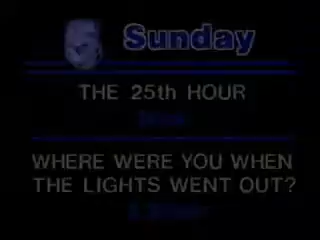 Sunday
THE 25th HOUR
WHERE WERE YOU WHEN
THE LIGHTS WENT OUT?